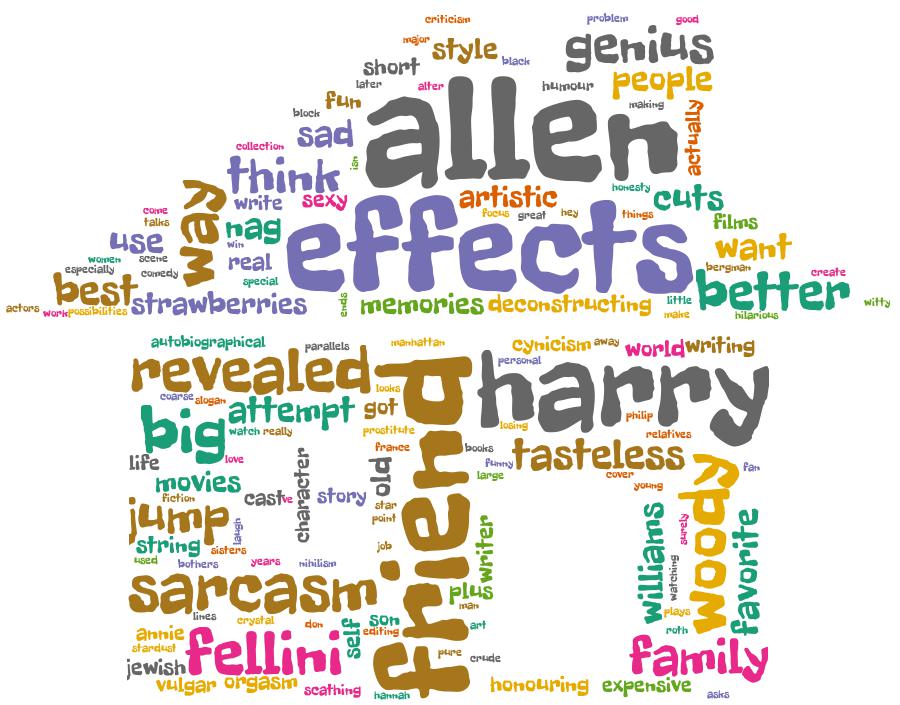 criticism
problem
good
major
style
genius
black
short
people
later
alter
humour
fun
making
allen
block
sad
actually
collection
isn
think
honesty
write
sexy
artistic
cuts
way
come
talks
nag
focus
great
hey
things
films
use
win
effects
want
women
scene
real
especially
comedy
special
bergman
create
best
better
actors
work
possibilities
strawberries
ends
memories
deconstructing
little
make
hilarious
witty
autobiographical
parallels
manhattan
cynicism
away
world
writing
revealed
friend
personal
harry
looks
coarse
slogan
attempt
got
big
watch
really
prostitute
losing
philip
relatives
france
books
tasteless
life
love
character
old
funny
large
cover
young
woody
fan
movies
fiction
cast
ve
story
star
jump
laugh
point
writer
williams
surely
favorite
string
sisters
job
used
bothers
years
nihilism
watching
sarcasm
plus
man
lines
crystal
don
son
self
editing
art
plays
roth
annie
stardust
fellini
pure
crude
family
jewish
vulgar
orgasm
scathing
hannah
honouring
expensive
asks